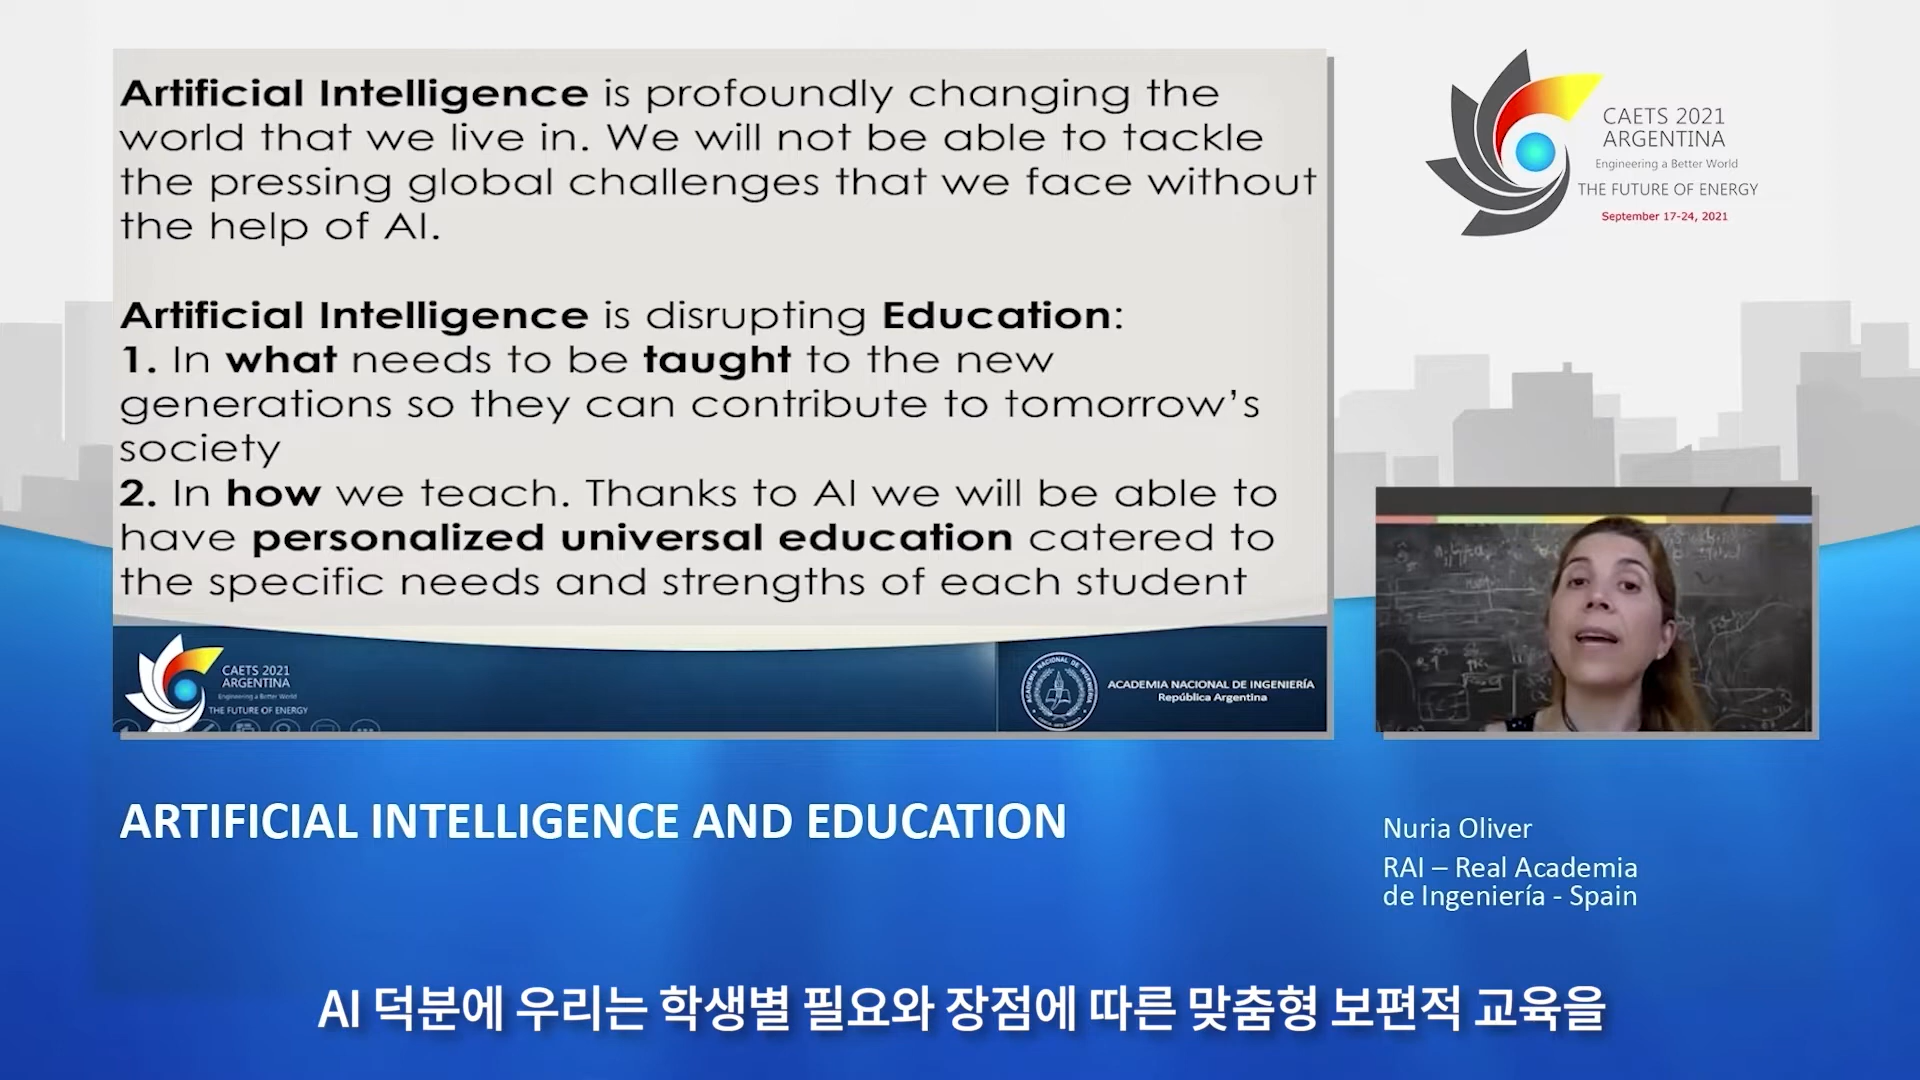 Artificial Intelligence is profoundly changing the
world that we live in. We will not be able to tackle
the pressing global challenges that we face without
the help of AI.
Artificial Intelligence is disrupting Education:
1. In what needs to be taught to the new
generations so they can contribute to tomorrow’s
society
2. In how we teach. Thanks to AI we will be able to
have personalized universal education catered to
the specific needs and strengths of each student
CAETS 2021
ARGENTINA
Engineering a Better World
THE FUTURE OF ENERGY
ACADEMIA NACIONAL DE INGENIERÍA
República Argentina
CAETS 2021
ARGENTINA
Engineering a Better World
THE FUTURE OF ENERGY
September 17-24, 2021
ARTIFICIAL INTELLIGENCE AND EDUCATION
Nuria Oliver
RAI – Real Academia
de Ingeniería - Spain
AI 덕분에 우리는 학생별 필요와 장점에 따른 맞춤형 보편적 교육을